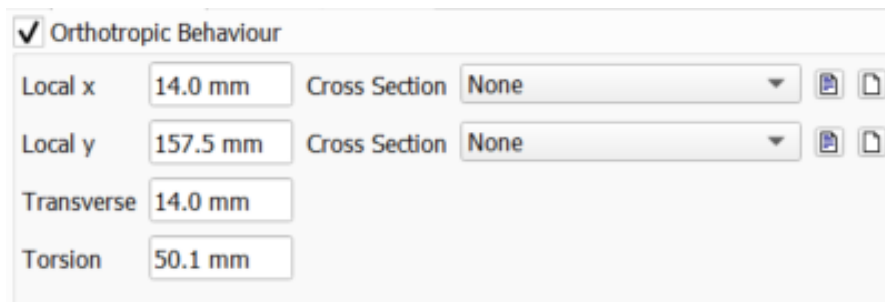 Orthotropic Behaviour
Local x 14.0 mm Cross Section None
Local y 157.5 mm Cross Section None
Transverse 14.0 mm
Torsion 50.1 mm